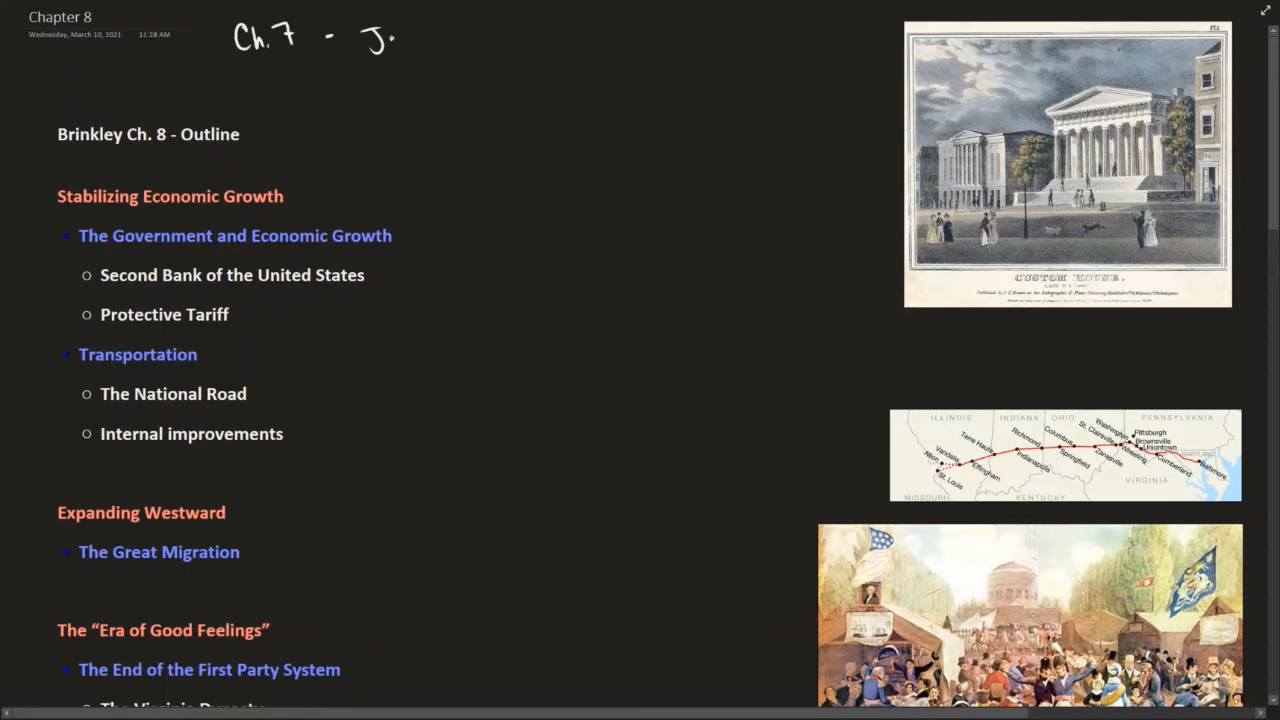 Chapter 8
Wednesday, March 10, 2021 11:28 AM
Ch. 7 - J.
Brinkley Ch. 8 - Outline
Stabilizing Economic Growth
The Government and Economic Growth
Second Bank of the United States
Protective Tariff
Transportation
The National Road
Internal improvements
Expanding Westward
The Great Migration
The “Era of Good Feelings”
The End of the First Party System
The Virginia Dynasty
CUSTOM HOUSE.
ILLINOIS INDIANA OHIO PENNSYLVANIA
Alton
Vandalia
St. Louis
Effingham
Terre Haute
Indianapolis
Richmond
Springfield
Columbus
Zanesville
St. Clairsville
Wheeling
Washington
Pittsburgh
Brownsville
Uniontown
Cumberland
MARYLAND
Baltimore
MISSOURI KENTUCKY VIRGINIA